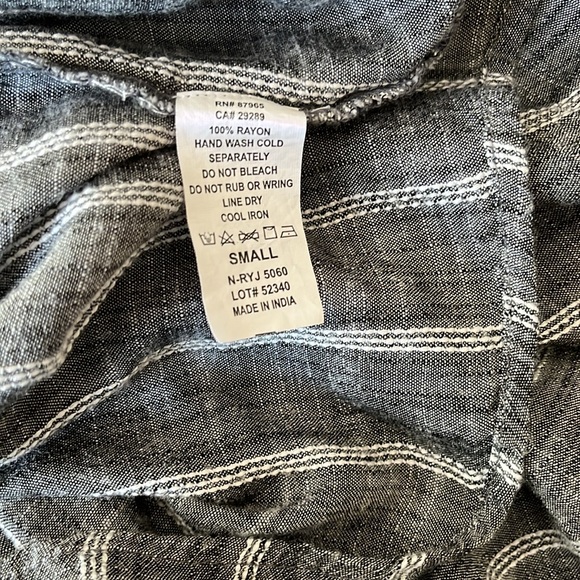 RN# 87965
CA# 29289
100% RAYON
HAND WASH COLD
SEPARATELY
DO NOT BLEACH
DO NOT RUB OR WRING
LINE DRY
COOL IRON
SMALL
N-RYJ 5060
LOT# 52340
MADE IN INDIA